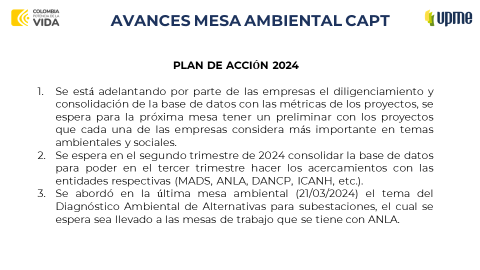 COLOMBIA
POTENCIA DE LA
VIDA
AVANCES MESA AMBIENTAL CAPT
upme
PLAN DE ACCIÓN 2024
1. Se está adelantando por parte de las empresas el diligenciamiento y
consolidación de la base de datos con las métricas de los proyectos, se
espera para la próxima mesa tener un preliminar con los proyectos
que cada una de las empresas considera más importante en temas
ambientales y sociales.
2. Se espera en el segundo trimestre de 2024 consolidar la base de datos
para poder en el tercer trimestre hacer los acercamientos con las
entidades respectivas (MADS, ANLA, DANCP, ICANH, etc.).
3. Se abordó en la última mesa ambiental (21/03/2024) el tema del
Diagnóstico Ambiental de Alternativas para subestaciones, el cual se
espera sea llevado a las mesas de trabajo que se tiene con ANLA.